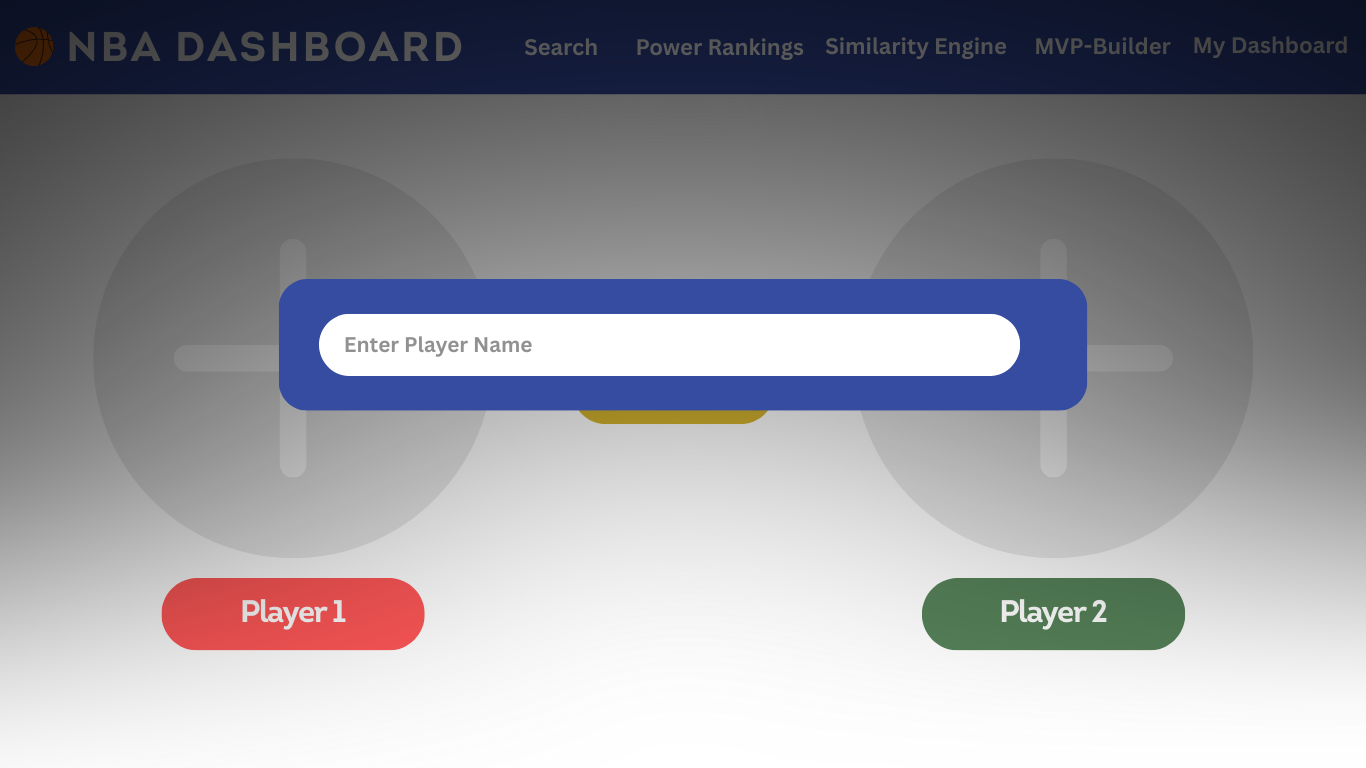 NBA DASHBOARD
Search
Power Rankings
Similarity Engine
MVP-Builder
My Dashboard
Enter Player Name
Player 1
Player 2